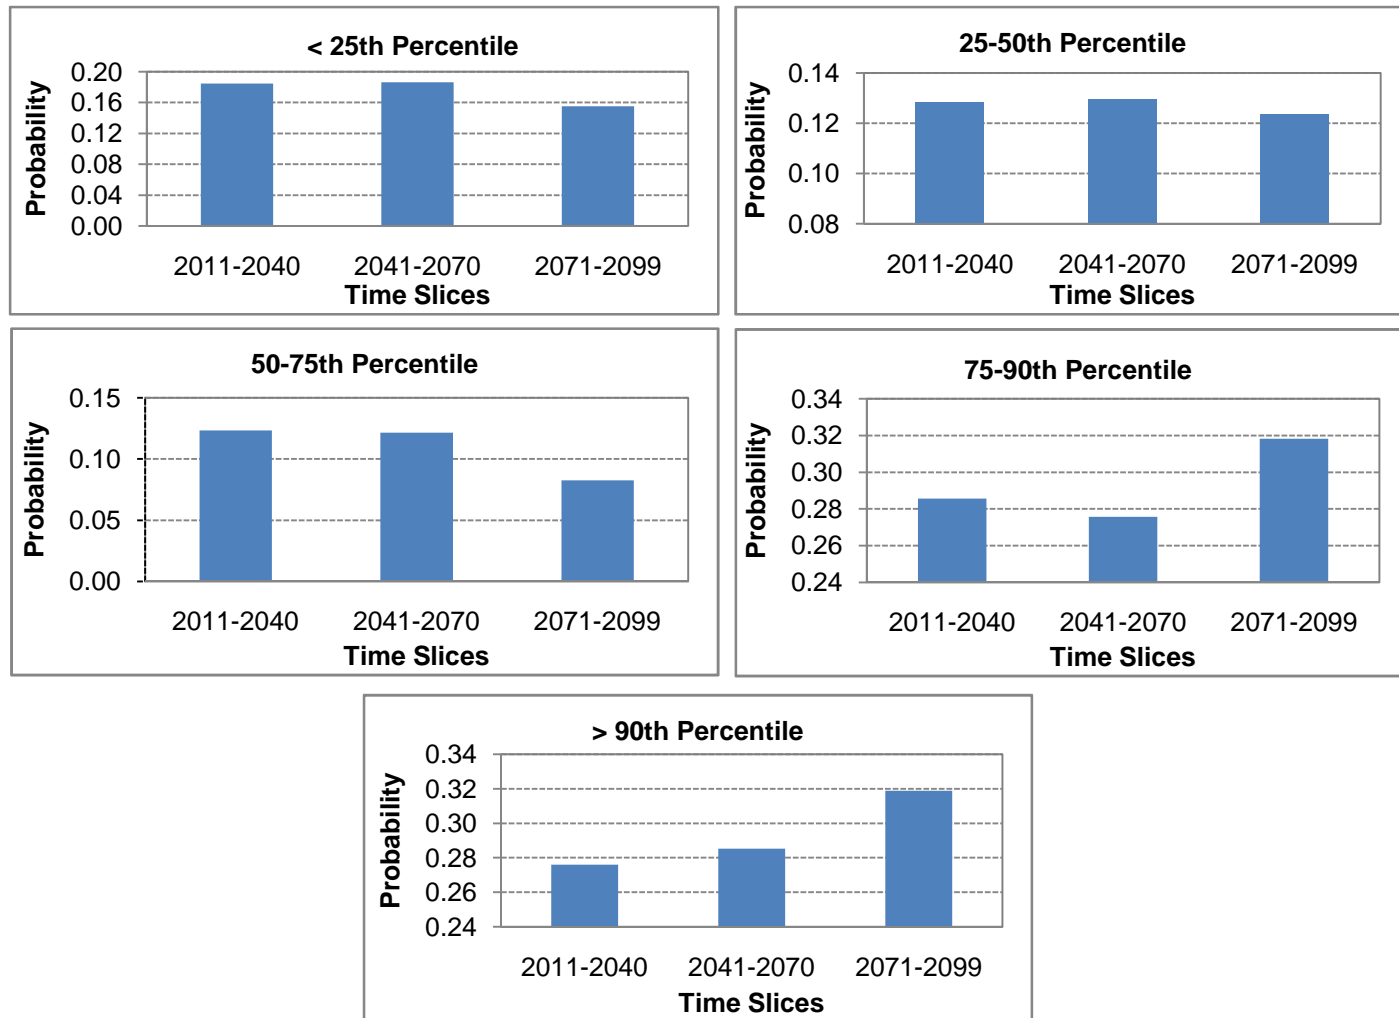 < 25th Percentile
Probability
0.20
0.16
0.12
0.08
0.04
0.00
2011-2040 2041-2070 2071-2099
Time Slices
25-50th Percentile
Probability
0.14
0.12
0.10
0.08
2011-2040 2041-2070 2071-2099
Time Slices
50-75th Percentile
Probability
0.15
0.10
0.05
0.00
2011-2040 2041-2070 2071-2099
Time Slices
75-90th Percentile
Probability
0.34
0.32
0.30
0.28
0.26
0.24
2011-2040 2041-2070 2071-2099
Time Slices
> 90th Percentile
Probability
0.34
0.32
0.30
0.28
0.26
0.24
2011-2040 2041-2070 2071-2099
Time Slices